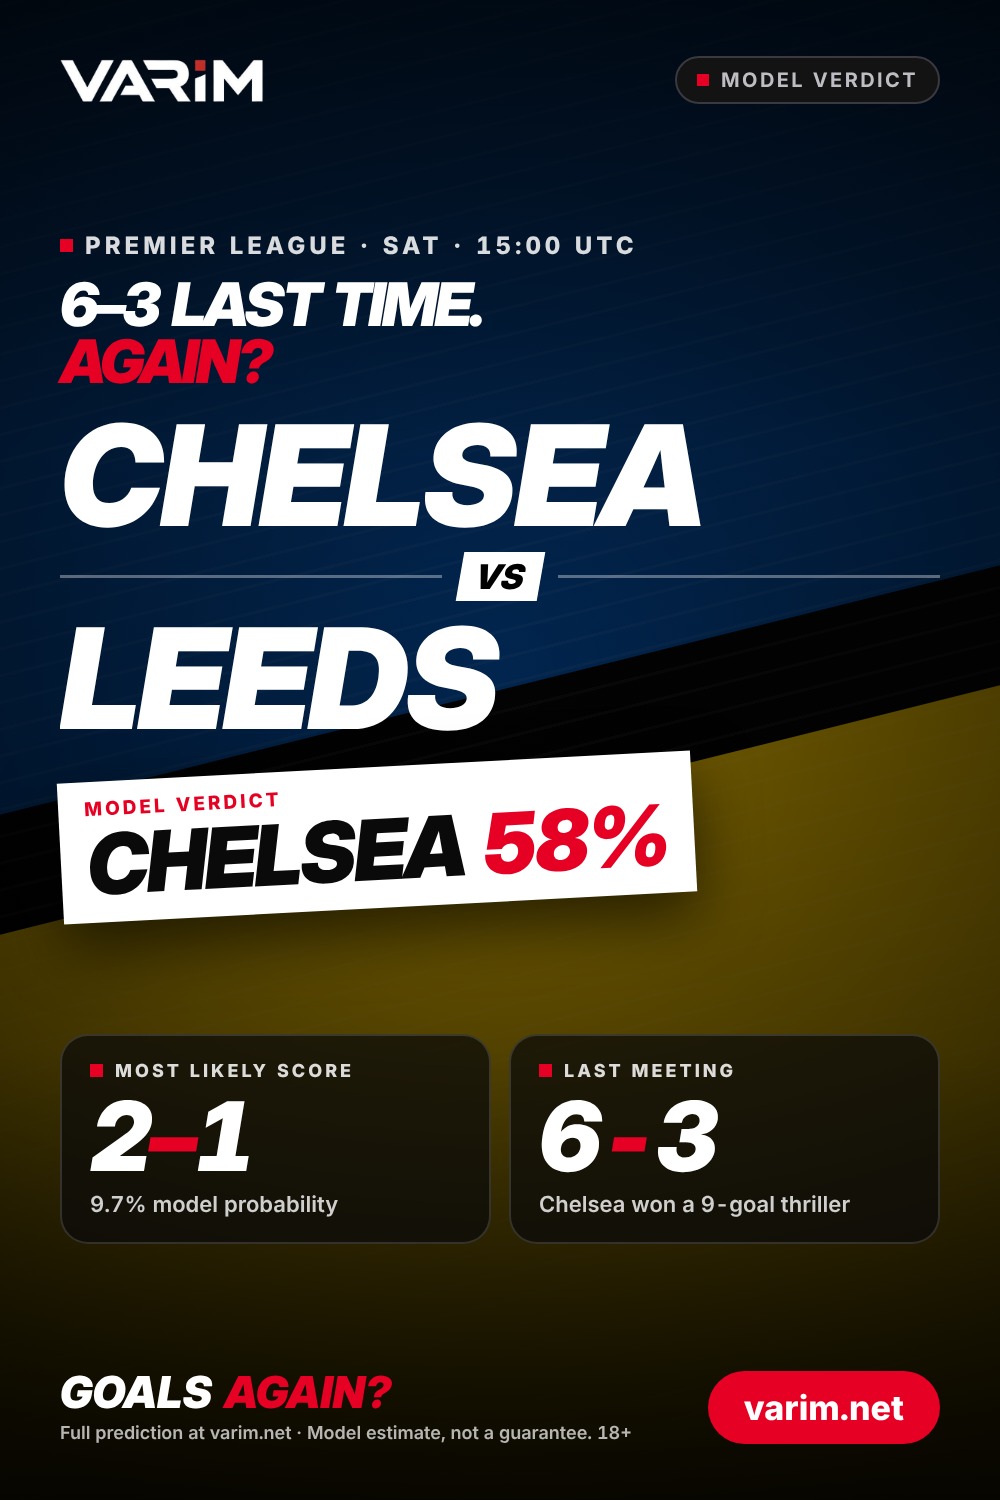 VARiM
MODEL VERDICT
PREMIER LEAGUE · SAT · 15:00 UTC
6–3 LAST TIME.
AGAIN?
CHELSEA
VS
LEEDS
MODEL VERDICT
CHELSEA 58%
MOST LIKELY SCORE
2–1
9.7% model probability
LAST MEETING
6-3
Chelsea won a 9-goal thriller
GOALS AGAIN?
Full prediction at varim.net · Model estimate, not a guarantee. 18+
varim.net